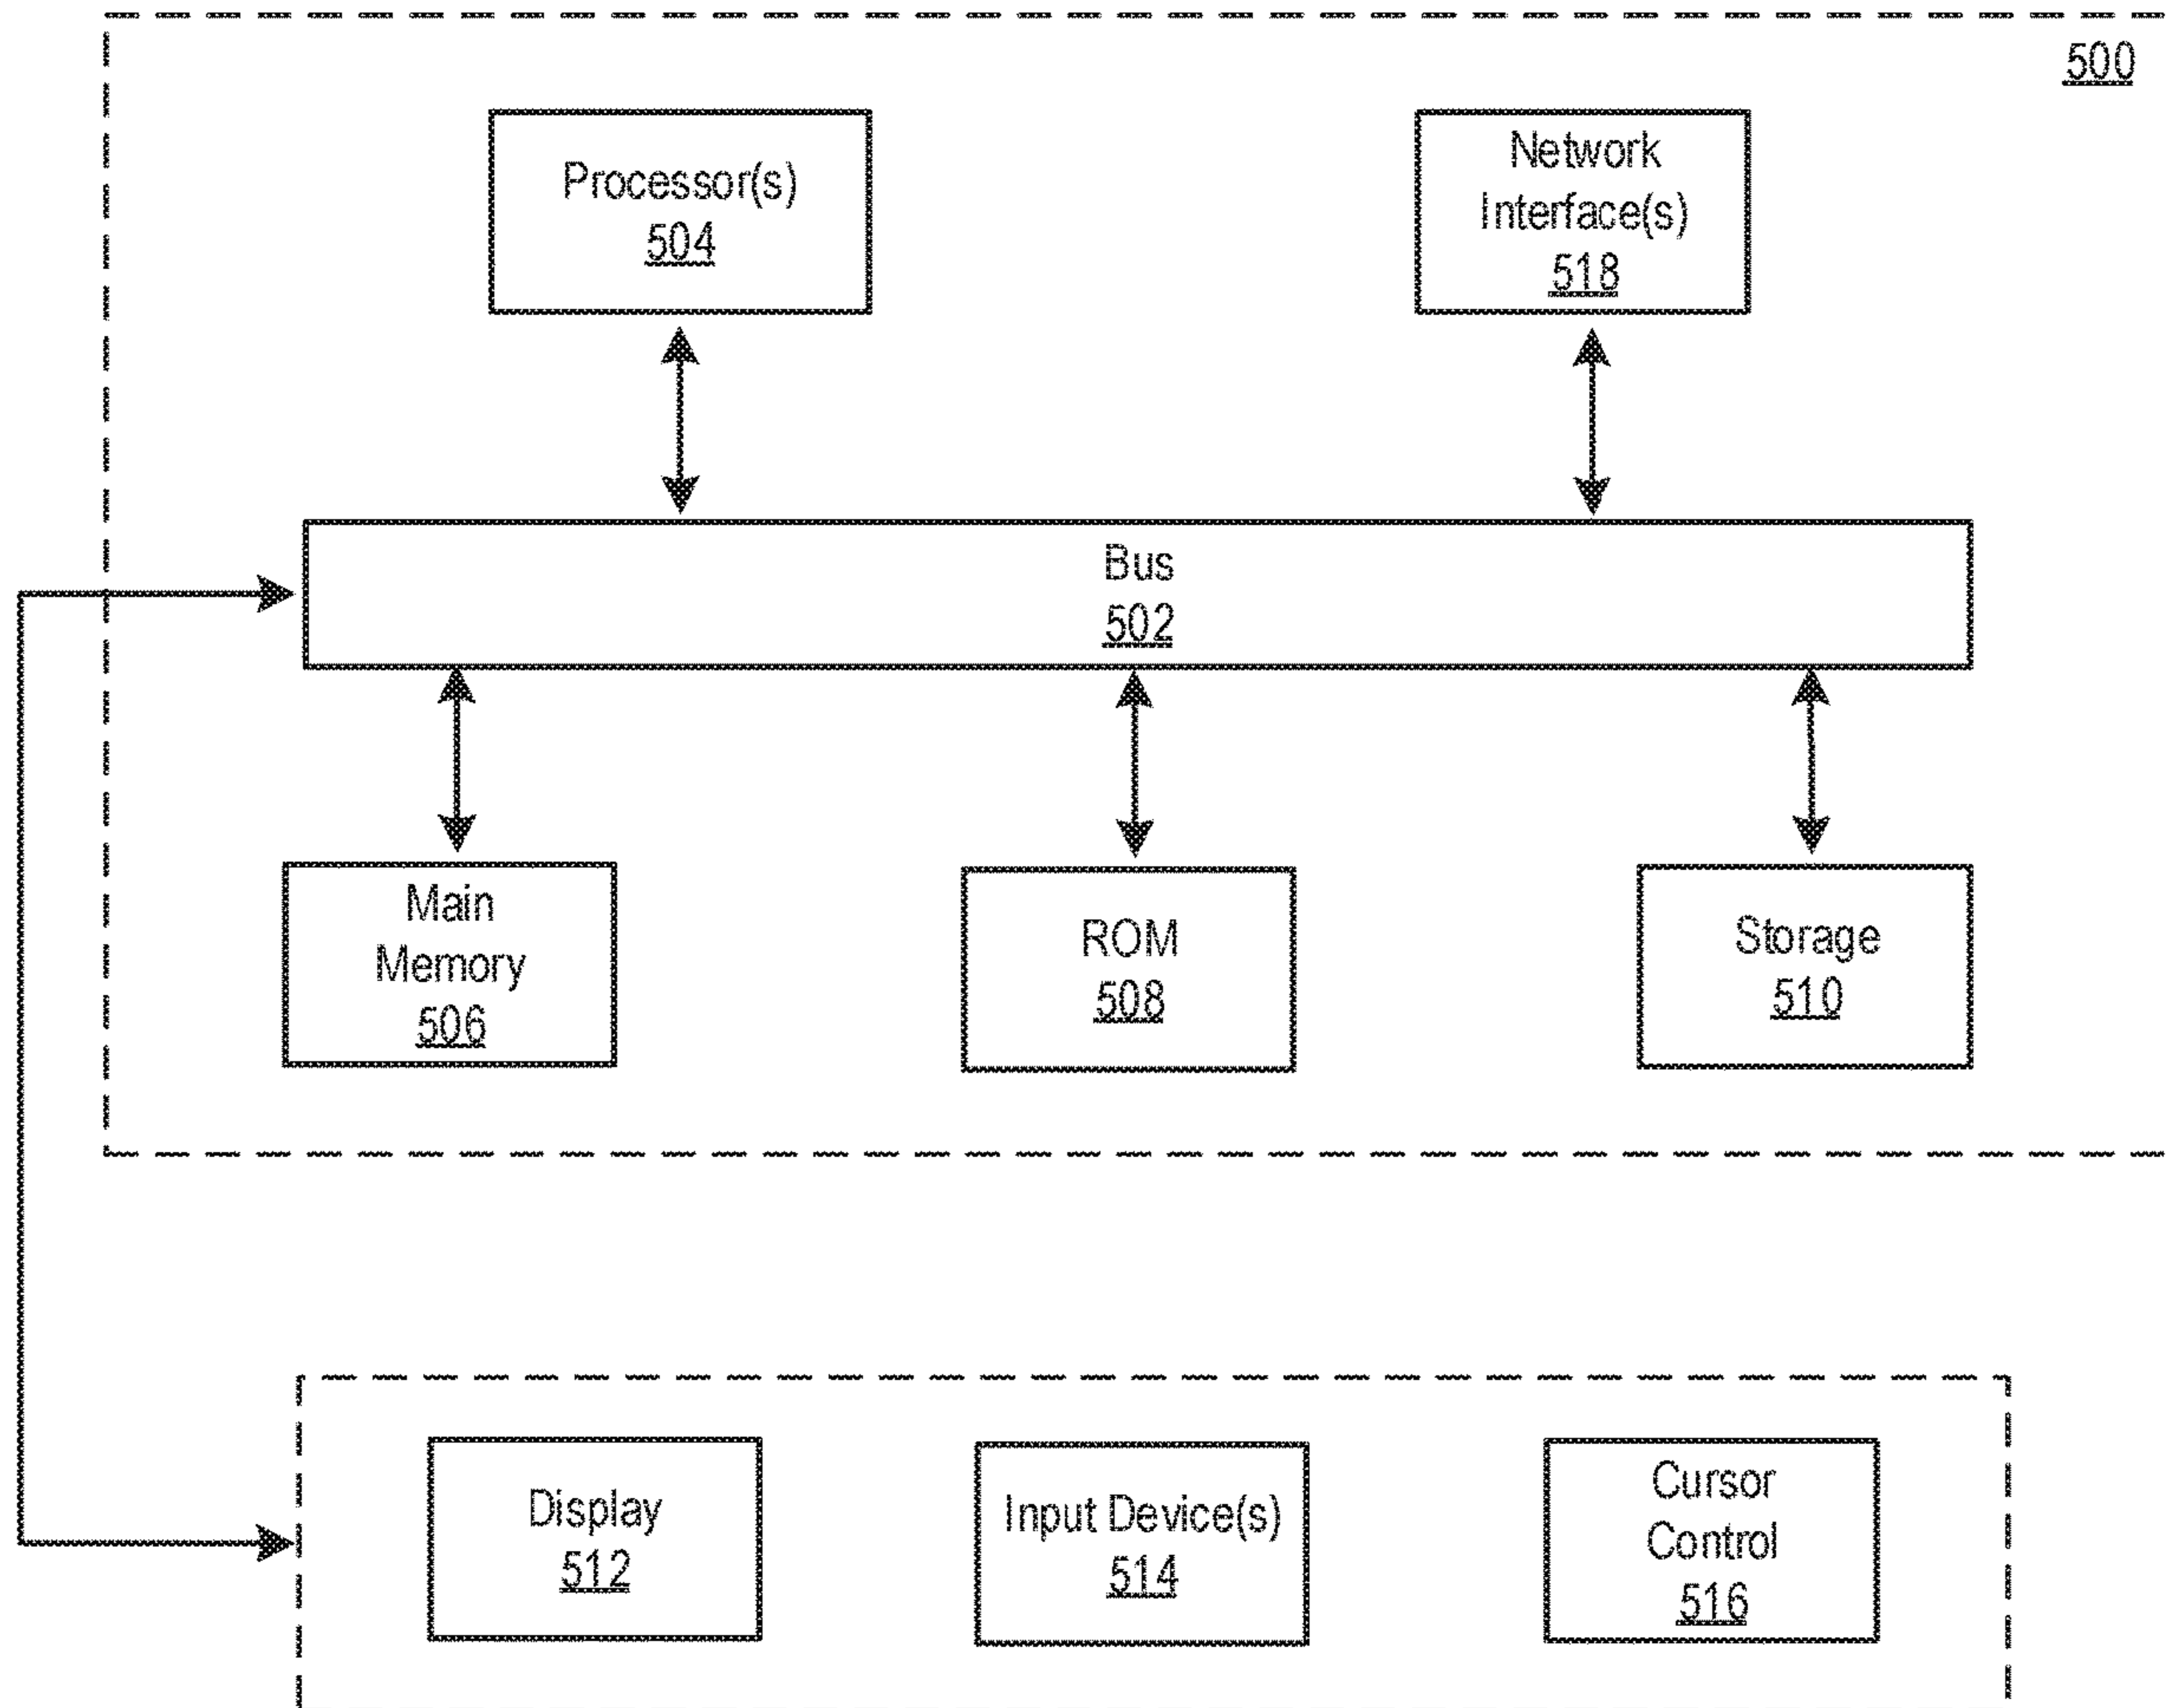 500
Processor(s)
504
Network
Interface(s)
518
Bus
502
Main
Memory
506
ROM
508
Storage
510
Display
512
Input Device(s)
514
Cursor
Control
516